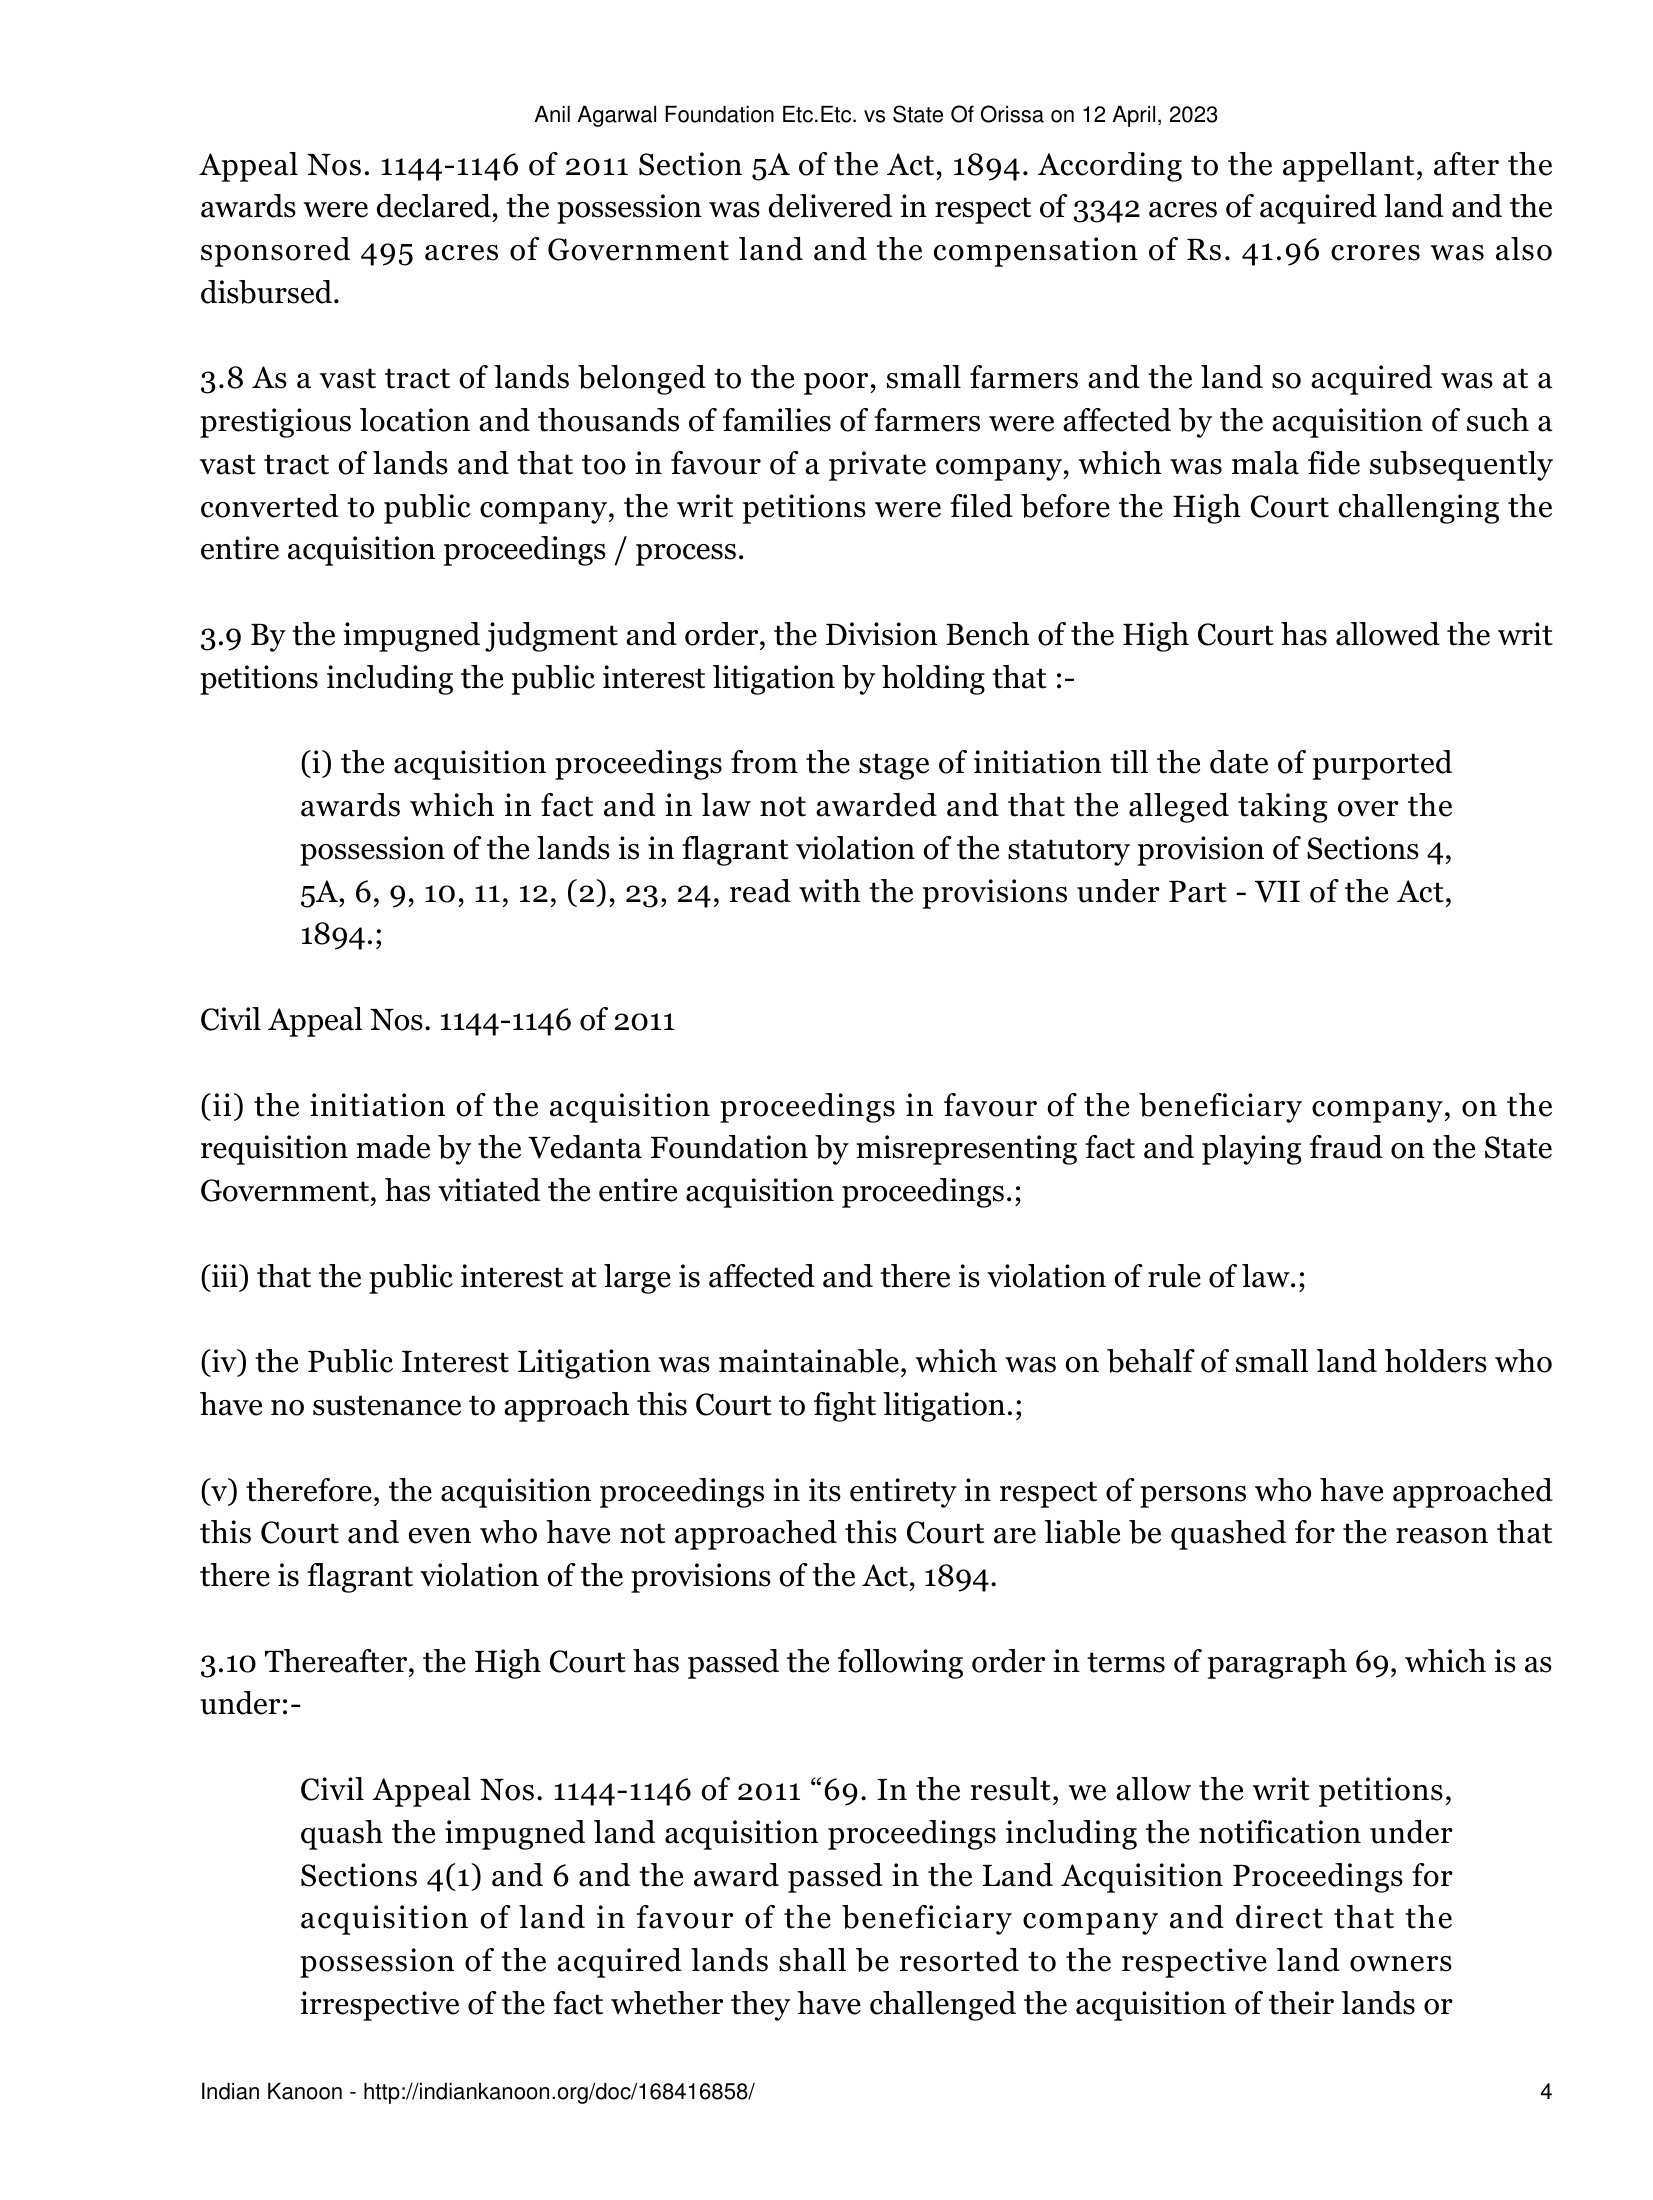 Anil Agarwal Foundation Etc.Etc. vs State Of Orissa on 12 April, 2023
Appeal Nos. 1144-1146 of 2011 Section 5A of the Act, 1894. According to the appellant, after the
awards were declared, the possession was delivered in respect of 3342 acres of acquired land and the
sponsored 495 acres of Government land and the compensation of Rs. 41.96 crores was also
disbursed.
3.8 As a vast tract of lands belonged to the poor, small farmers and the land so acquired was at a
prestigious location and thousands of families of farmers were affected by the acquisition of such a
vast tract of lands and that too in favour of a private company, which was mala fide subsequently
converted to public company, the writ petitions were filed before the High Court challenging the
entire acquisition proceedings / process.
3.9 By the impugned judgment and order, the Division Bench of the High Court has allowed the writ
petitions including the public interest litigation by holding that :-
(i) the acquisition proceedings from the stage of initiation till the date of purported
awards which in fact and in law not awarded and that the alleged taking over the
possession of the lands is in flagrant violation of the statutory provision of Sections 4,
5A, 6, 9, 10, 11, 12, (2), 23, 24, read with the provisions under Part - VII of the Act,
1894.;
Civil Appeal Nos. 1144-1146 of 2011
(ii) the initiation of the acquisition proceedings in favour of the beneficiary company, on the
requisition made by the Vedanta Foundation by misrepresenting fact and playing fraud on the State
Government, has vitiated the entire acquisition proceedings.;
(iii) that the public interest at large is affected and there is violation of rule of law.;
(iv) the Public Interest Litigation was maintainable, which was on behalf of small land holders who
have no sustenance to approach this Court to fight litigation.;
(v) therefore, the acquisition proceedings in its entirety in respect of persons who have approached
this Court and even who have not approached this Court are liable be quashed for the reason that
there is flagrant violation of the provisions of the Act, 1894.
3.10 Thereafter, the High Court has passed the following order in terms of paragraph 69, which is as
under:-
Civil Appeal Nos. 1144-1146 of 2011 “69. In the result, we allow the writ petitions,
quash the impugned land acquisition proceedings including the notification under
Sections 4(1) and 6 and the award passed in the Land Acquisition Proceedings for
acquisition of land in favour of the beneficiary company and direct that the
possession of the acquired lands shall be resorted to the respective land owners
irrespective of the fact whether they have challenged the acquisition of their lands or
Indian Kanoon - http://indiankanoon.org/doc/168416858/
4